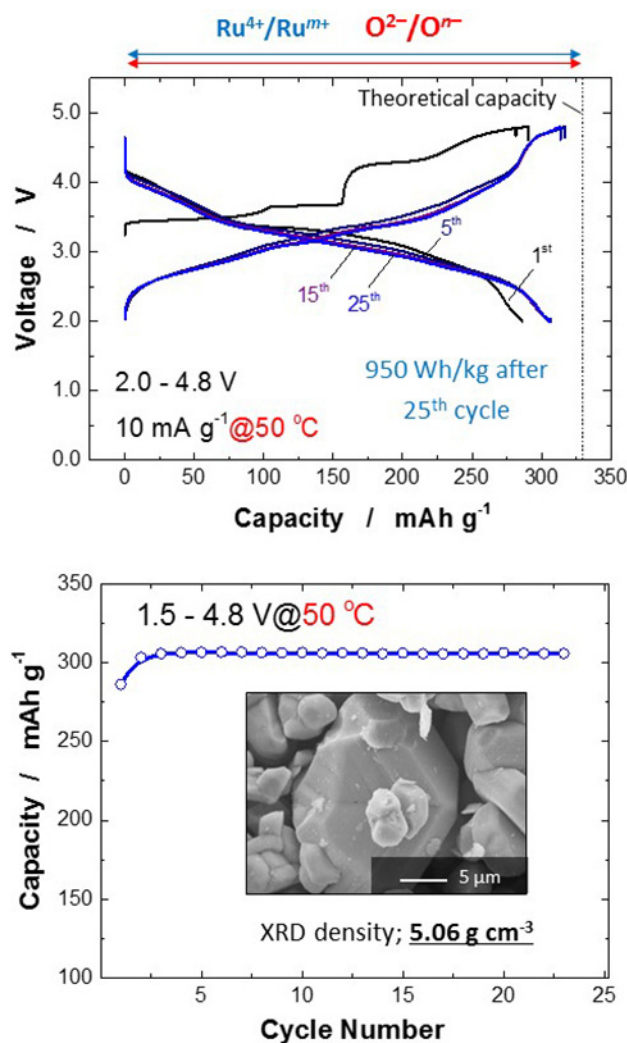 Ru⁴⁺/Ruᵐ⁺ O²⁻/Oⁿ⁻
Theoretical capacity
5.0
4.0
3.0
2.0
1.0
0.0
Voltage / V
5ᵗʰ
1ˢᵗ
15ᵗʰ
25ᵗʰ
2.0 - 4.8 V
10 mA g⁻¹@50 °C
950 Wh/kg after
25ᵗʰ cycle
0 50 100 150 200 250 300 350
Capacity / mAh g⁻¹
350
300
250
200
150
100
Capacity / mAh g⁻¹
1.5 - 4.8 V@50 °C
5 µm
XRD density; 5.06 g cm⁻³
5 10 15 20 25
Cycle Number